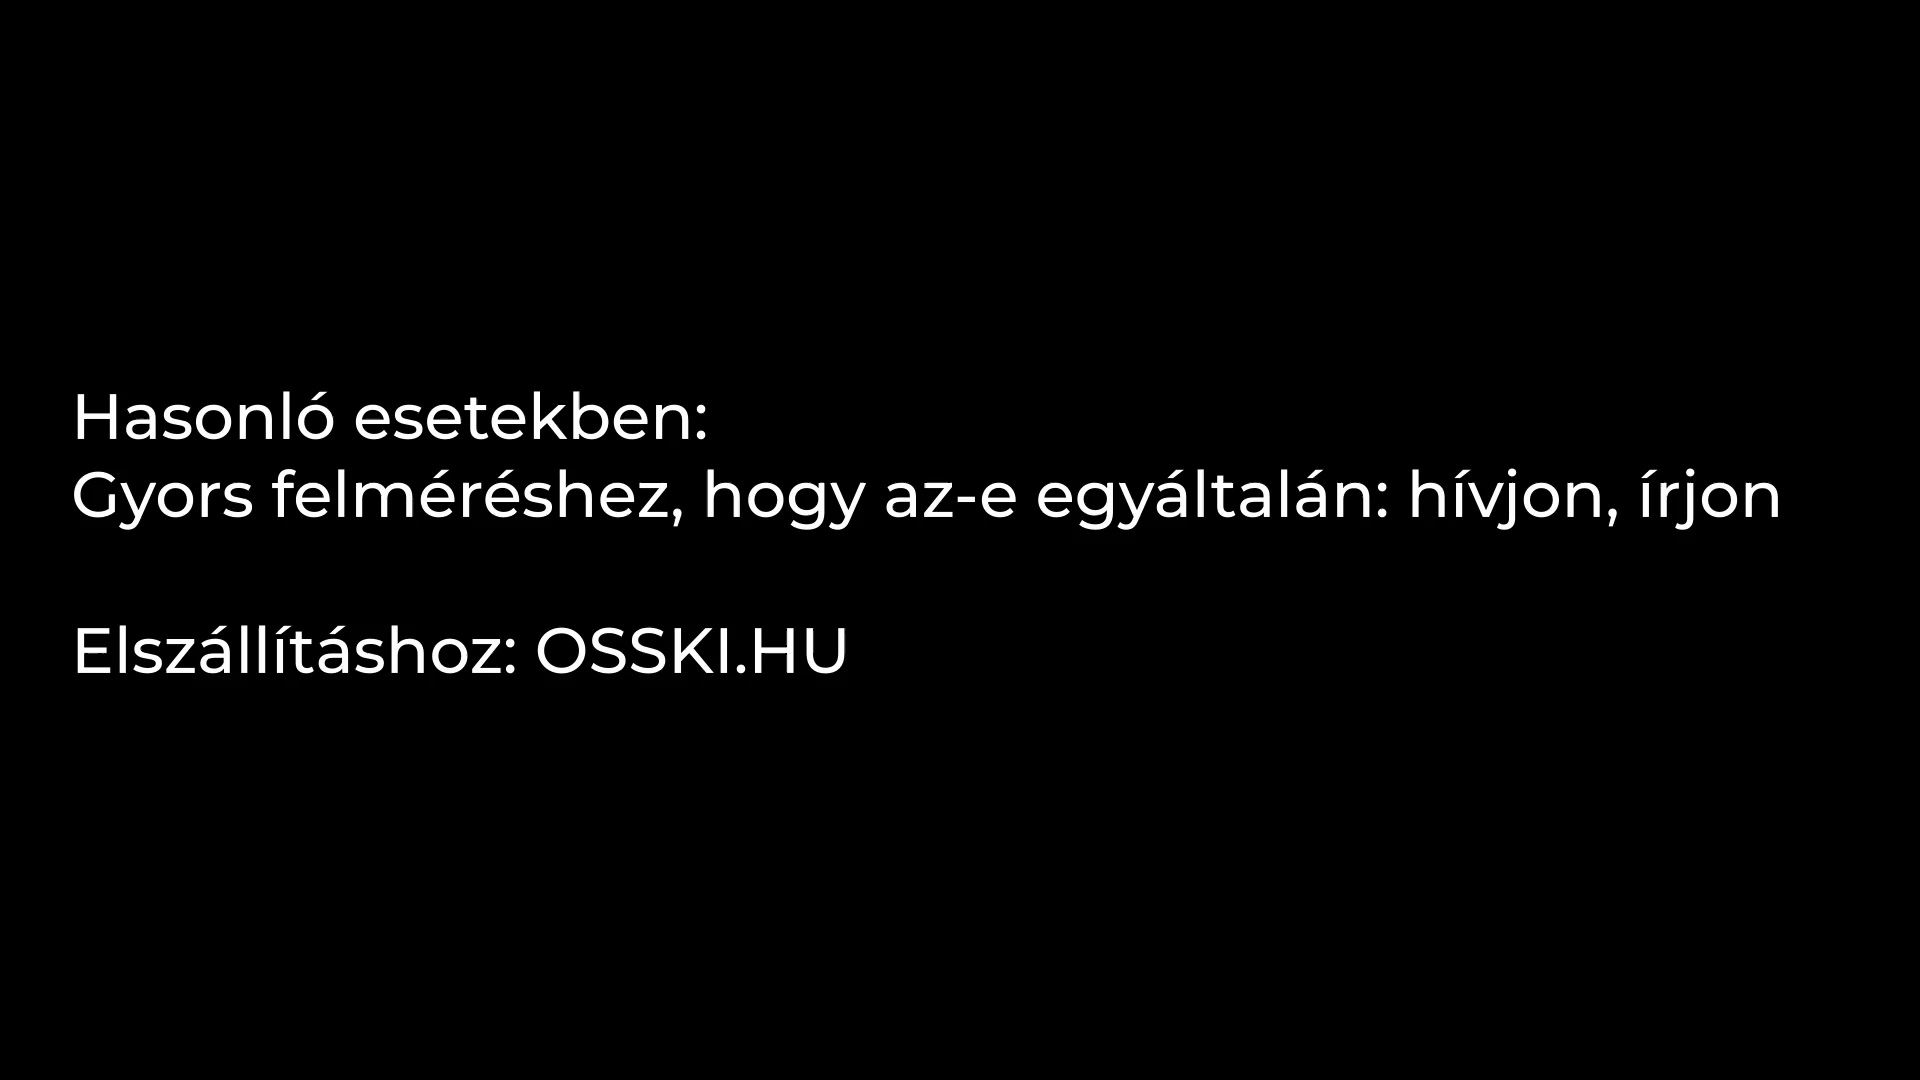 Hasonló esetekben:
Gyors felméréshez, hogy az-e egyáltalán: hívjon, írjon
Elszállításhoz: OSSKI.HU